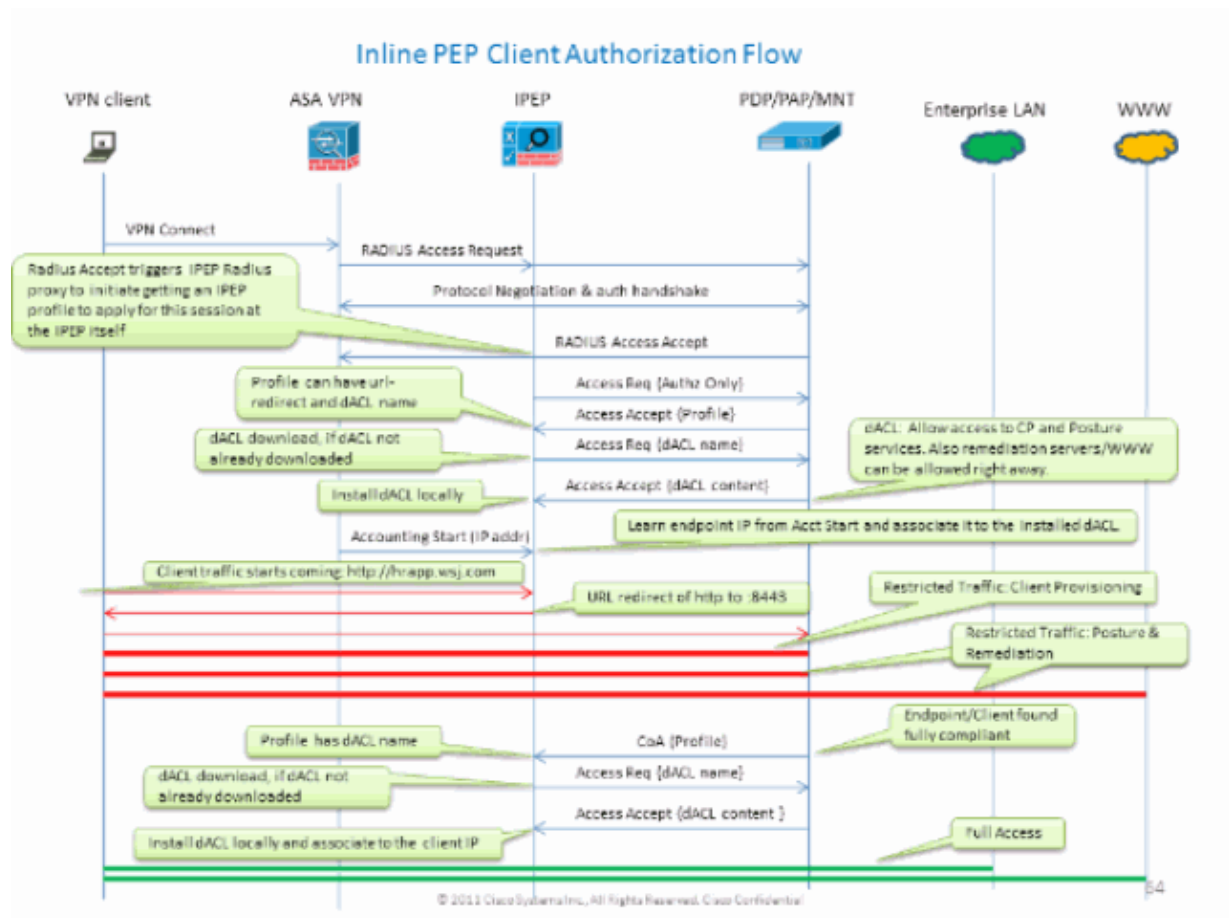 Inline PEP Client Authorization Flow
VPN client
ASA VPN
IPEP
PDP/PAP/MNT
Enterprise LAN
WWW
VPN Connect
RADIUS Access Request
Radius Accept triggers IPEP Radius
proxy to initiate getting an IPEP
profile to apply for this session at
the IPEP itself
Protocol Negotiation & auth handshake
RADIUS Access Accept
Profile can have url-
redirect and dACL name
Access Req {Authz Only}
Access Accept {Profile}
dACL download, if dACL not
already downloaded
Access Req {dACL name}
dACL: Allow access to CP and Posture
services. Also remediation servers/WWW
can be allowed right away.
Install dACL locally
Access Accept {dACL content}
Learn endpoint IP from Acct Start and associate it to the installed dACL.
Accounting Start (IP addr)
Client traffic starts coming: http://hrapp.wsj.com
URL redirect of http to :8443
Restricted Traffic: Client Provisioning
Restricted Traffic: Posture &
Remediation
Endpoint/Client found
fully compliant
Profile has dACL name
CoA {Profile}
dACL download, if dACL not
already downloaded
Access Req {dACL name}
Access Accept {dACL content }
Install dACL locally and associate to the client IP
Full Access
© 2011 Cisco Systems Inc., All Rights Reserved. Cisco Confidential
64